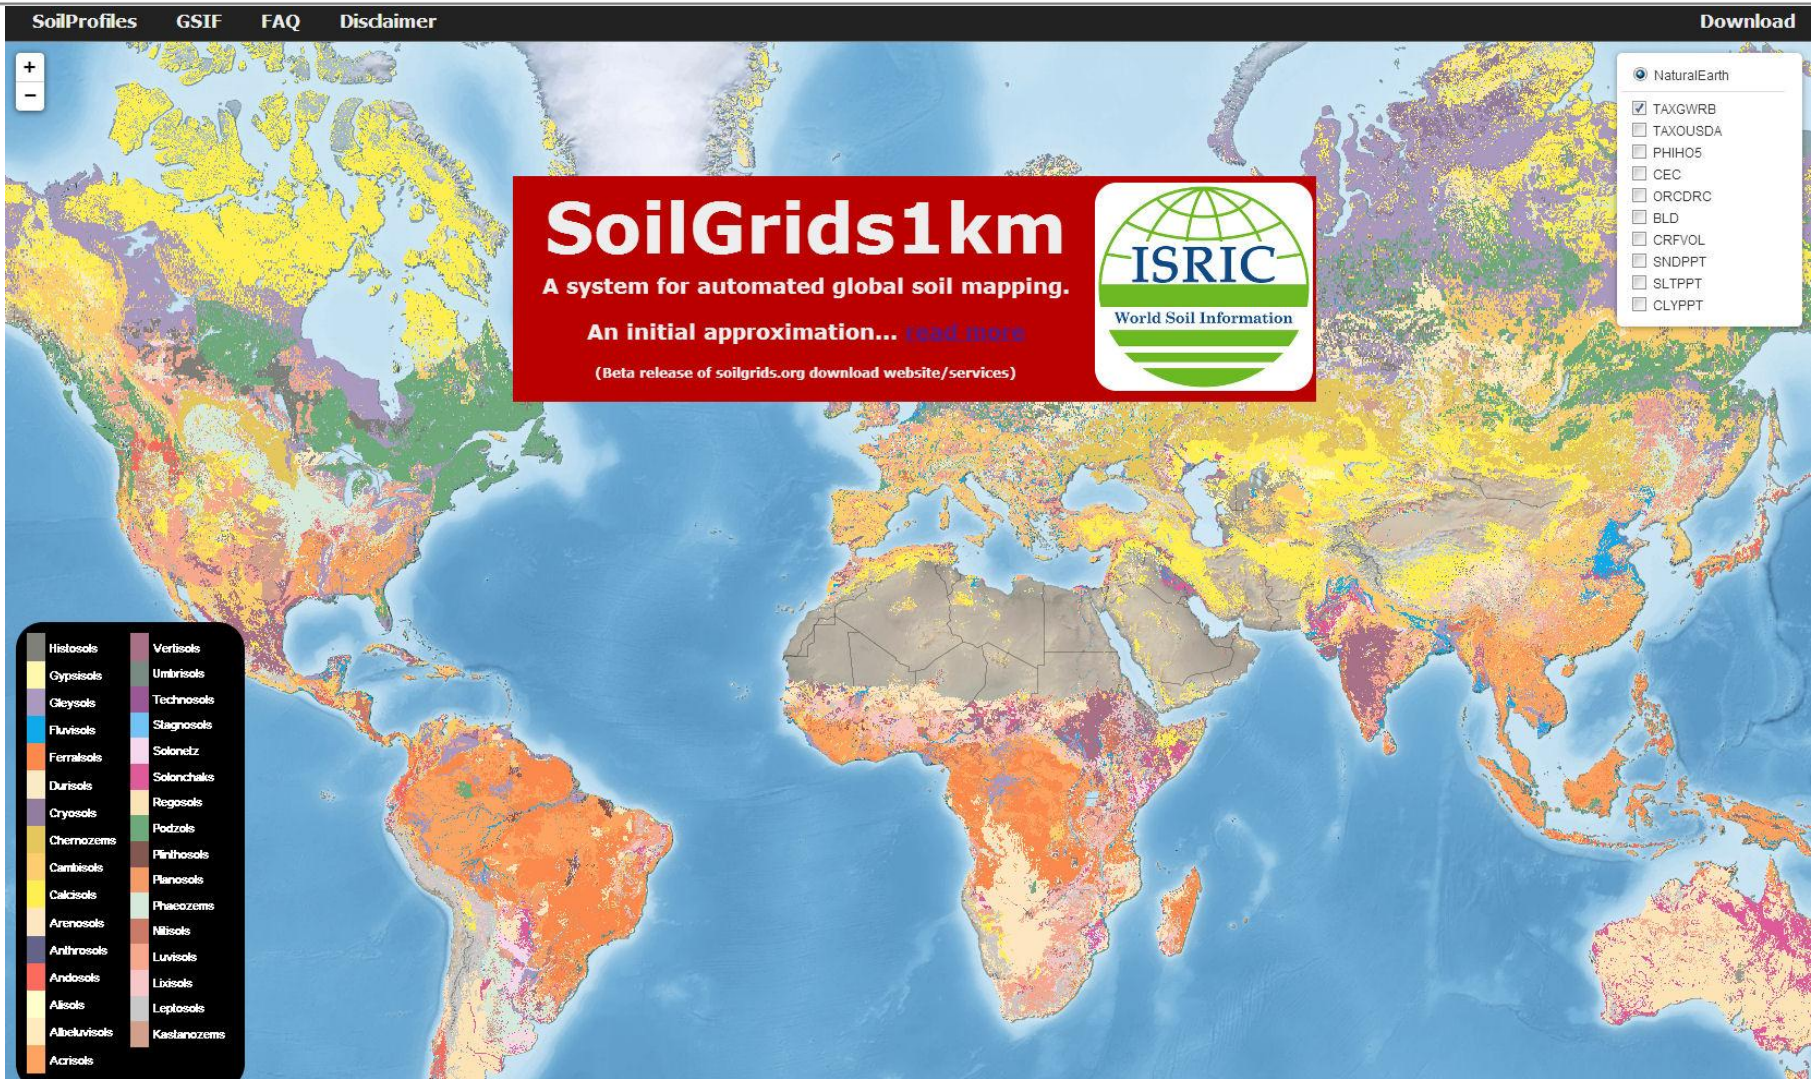 SoilProfiles GSIF FAQ Disclaimer Download
+
−
NaturalEarth
TAXGWRB
TAXOUSDA
PHIHO5
CEC
ORCDRC
BLD
CRFVOL
SNDPPT
SLTPPT
CLYPPT
SoilGrids1km
A system for automated global soil mapping.
An initial approximation... read more
(Beta release of soilgrids.org download website/services)
ISRIC
World Soil Information
Histosols
Gypsisols
Gleysols
Fluvisols
Ferralsols
Durisols
Cryosols
Chernozems
Cambisols
Calcisols
Arenosols
Anthrosols
Andosols
Alisols
Albeluvisols
Acrisols
Vertisols
Umbrisols
Technosols
Stagnosols
Solonetz
Solonchaks
Regosols
Podzols
Plinthosols
Planosols
Phaeozems
Nitisols
Luvisols
Lixisols
Leptosols
Kastanozems